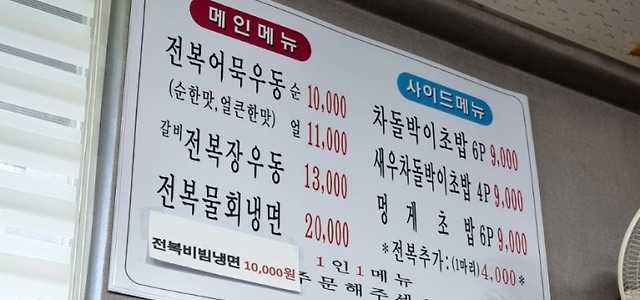 메인메뉴
전복어묵우동 순 10,000
(순한맛,얼큰한맛) 얼 11,000
갈비 전복장우동 13,000
전복물회냉면 20,000
전복비빔냉면 10,000원
사이드메뉴
차돌박이초밥 6P 9,000
새우차돌박이초밥 4P 9,000
멍게초밥 6P 9,000
*전복추가:(1마리)4,000*
1인1메뉴
주문해주세